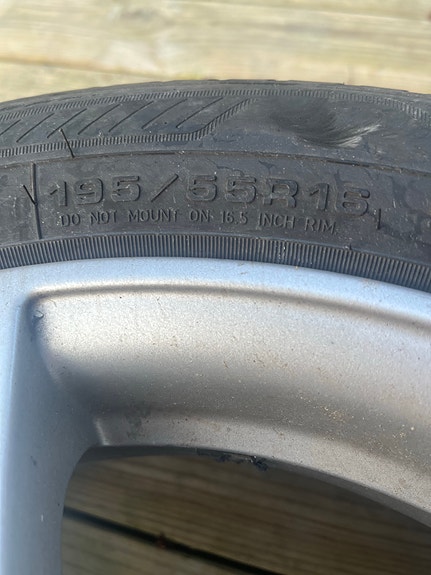 195/55R16
DO NOT MOUNT ON 16.5 INCH RIM.